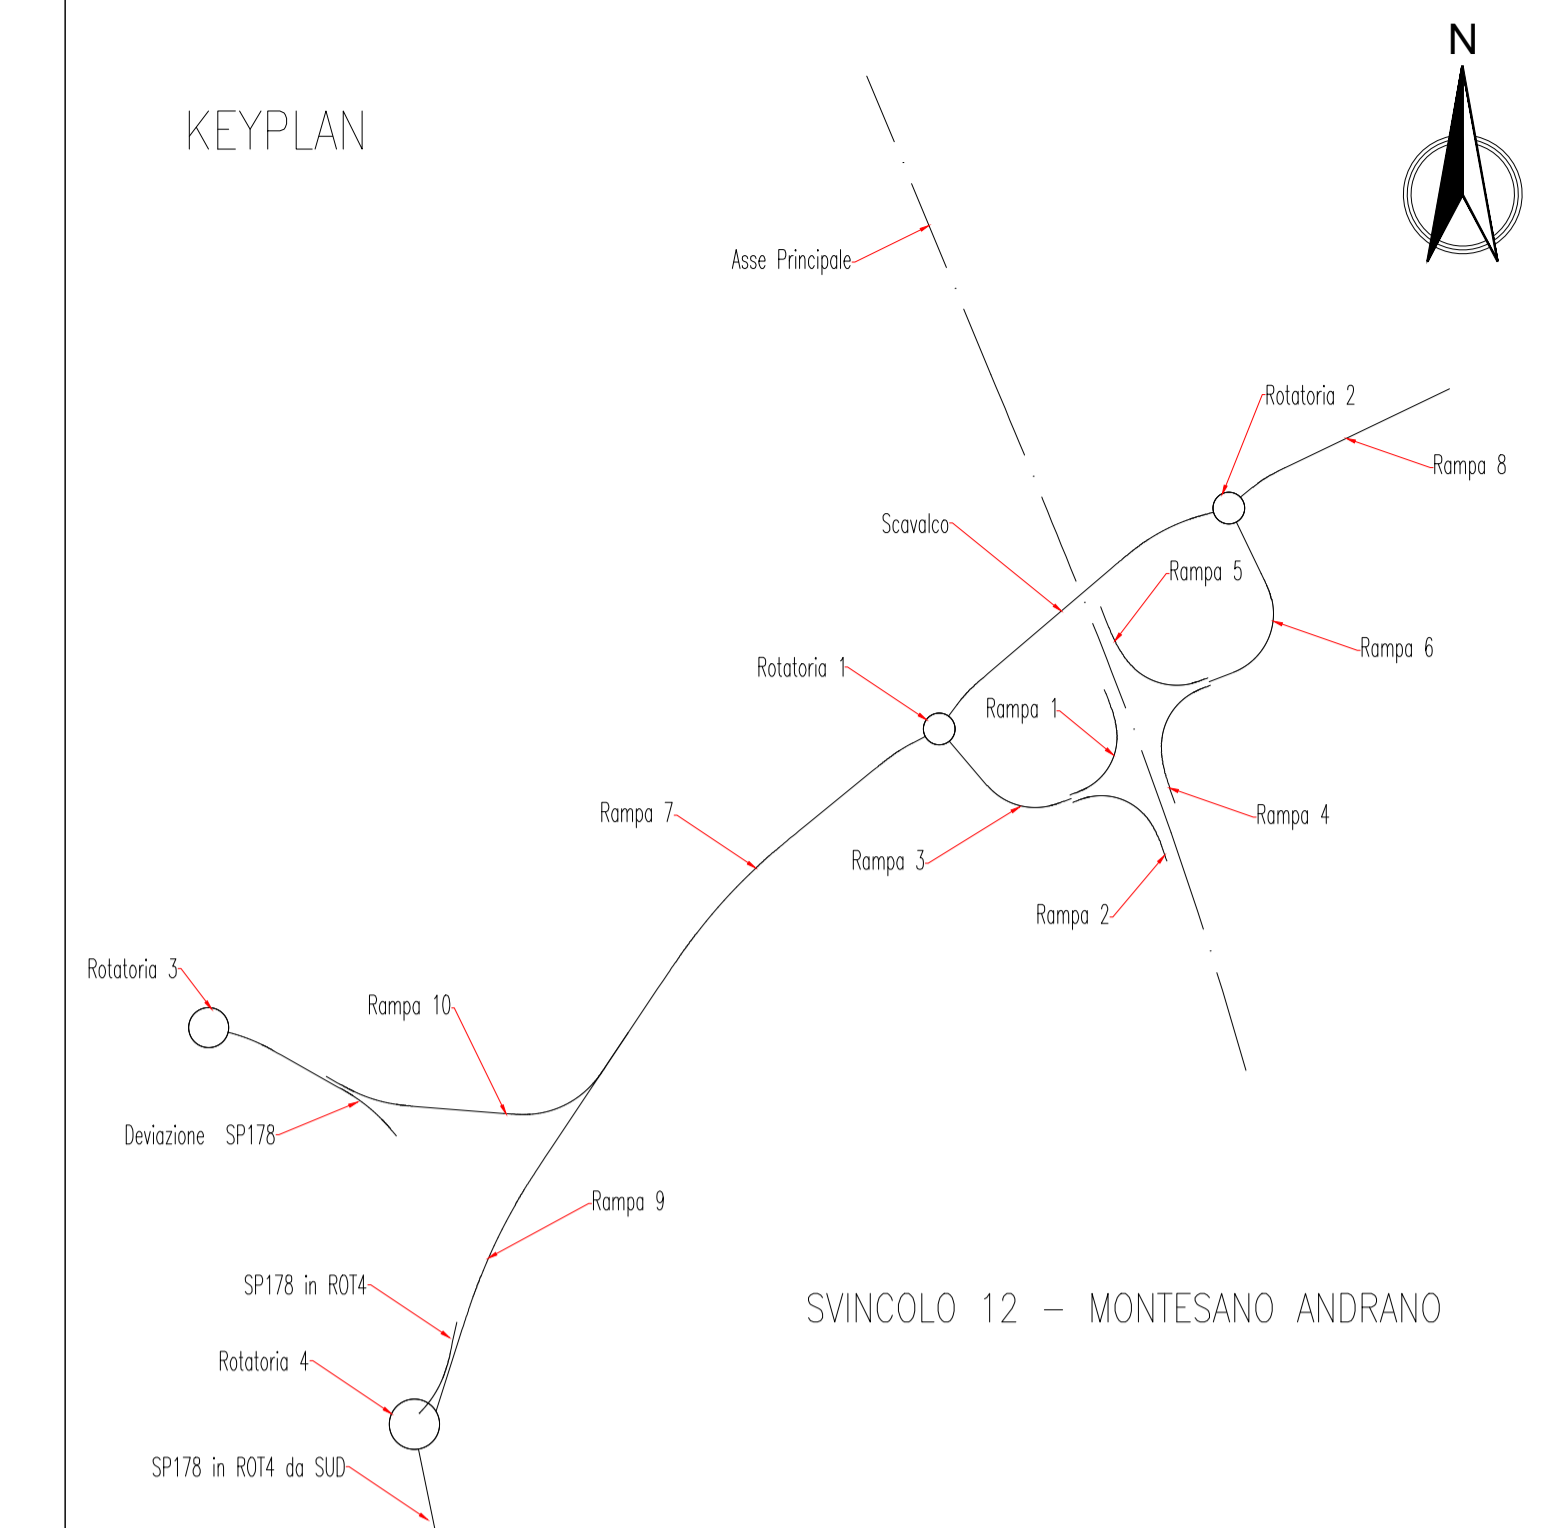 N
KEYPLAN
Asse Principale
Rotatoria 2
Rampa 8
Scavalco
Rampa 5
Rampa 6
Rotatoria 1
Rampa 1
Rampa 7
Rampa 4
Rampa 3
Rampa 2
Rotatoria 3
Rampa 10
Deviazione SP178
Rampa 9
SP178 in ROT4
SVINCOLO 12 – MONTESANO ANDRANO
Rotatoria 4
SP178 in ROT4 da SUD